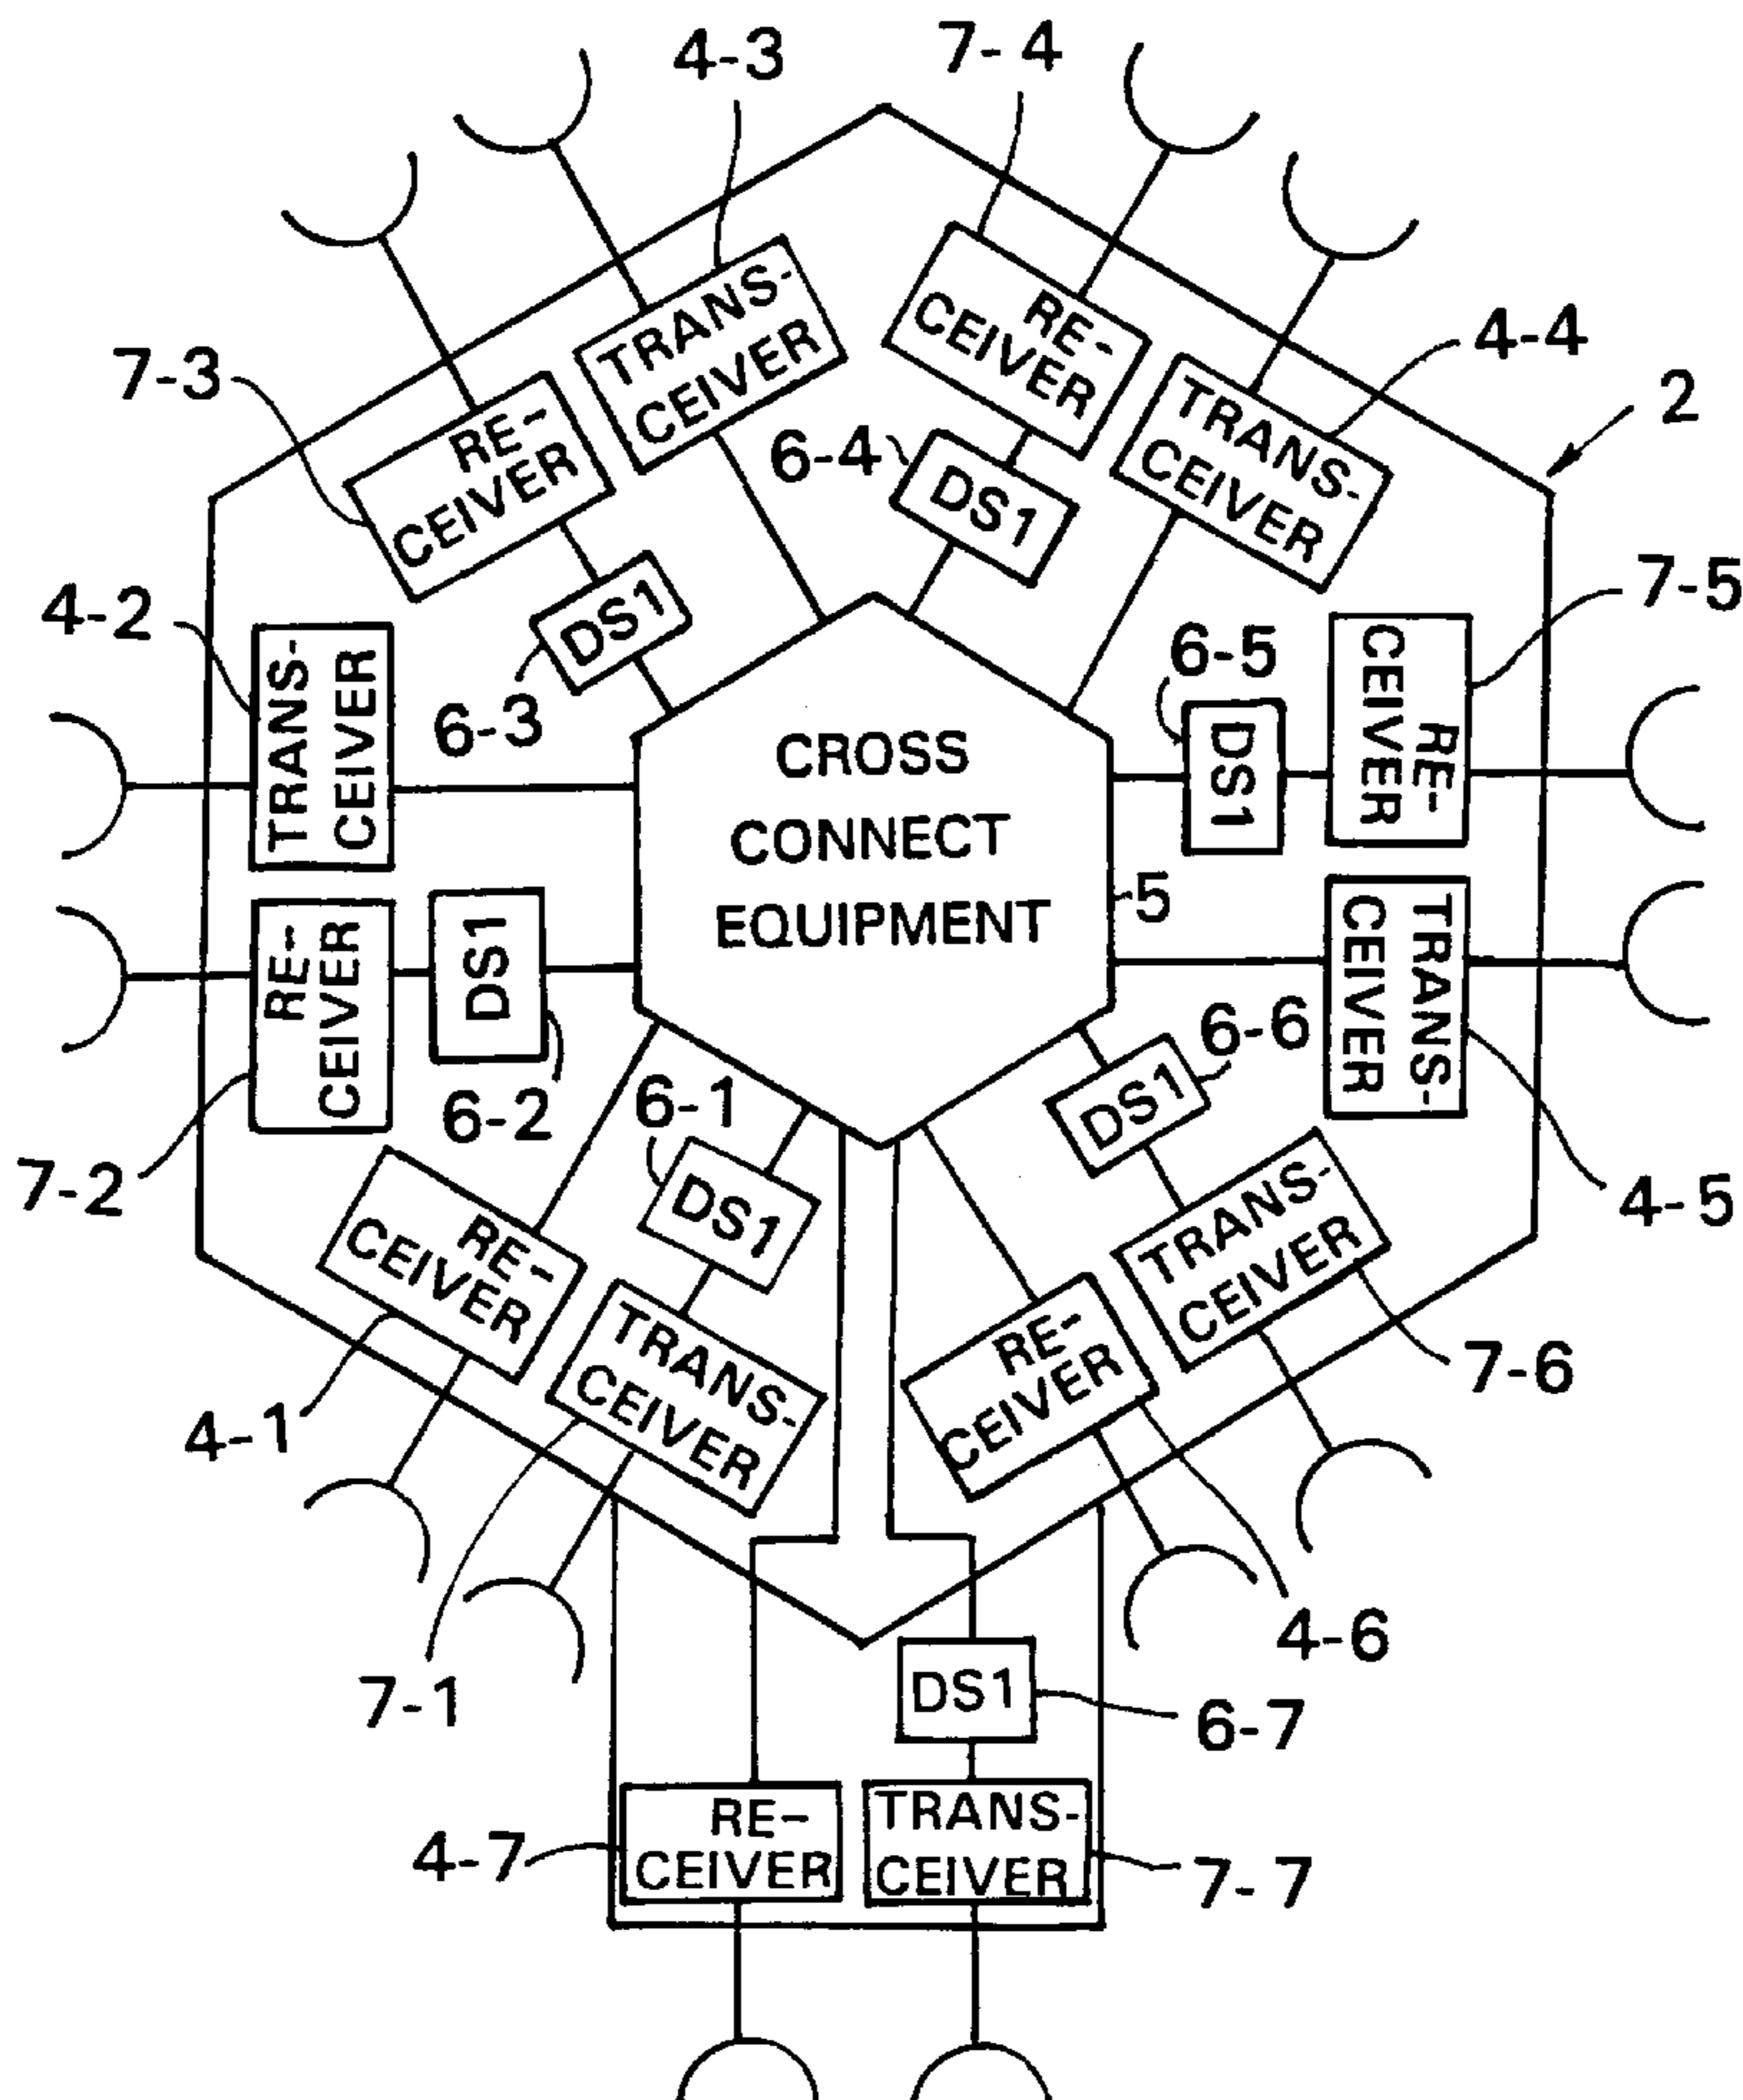 4-3
7-4
TRANS-
CEIVER
RE-
CEIVER
4-4
7-3
2
TRANS-
CEIVER
RE-
CEIVER
6-4
DS1
4-2
7-5
DS1
6-5
RE-
CEIVER
TRANS-
CEIVER
6-3
DS1
CROSS
CONNECT
EQUIPMENT
5
RE-
CEIVER
DS1
TRANS-
CEIVER
6-6
6-2
6-1
DS1
7-2
DS1
4-5
RE-
CEIVER
TRANS-
CEIVER
TRANS-
CEIVER
RE-
CEIVER
7-6
4-1
4-6
7-1
DS1
6-7
RE-
CEIVER
TRANS-
CEIVER
4-7
7-7